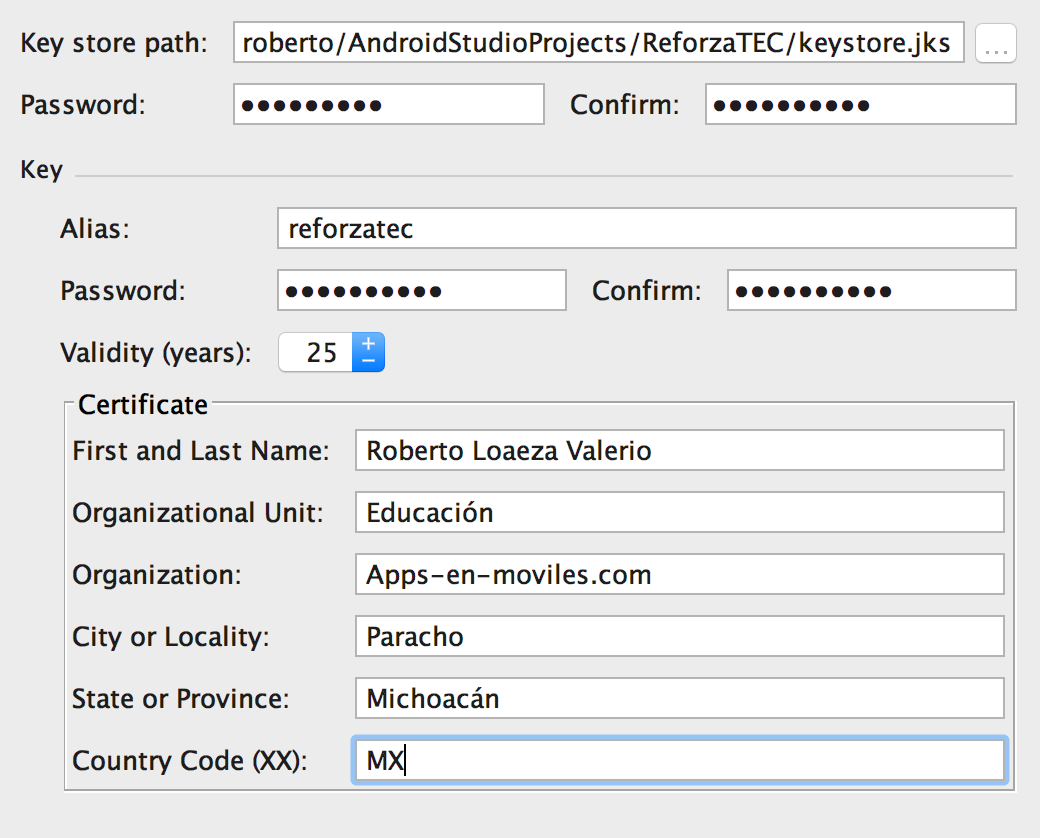 Key store path: roberto/AndroidStudioProjects/ReforzaTEC/keystore.jks ...
Password: ••••••••• Confirm: ••••••••••
Key
Alias: reforzatec
Password: •••••••••• Confirm: ••••••••••
Validity (years): 25 + −
Certificate
First and Last Name: Roberto Loaeza Valerio
Organizational Unit: Educación
Organization: Apps-en-moviles.com
City or Locality: Paracho
State or Province: Michoacán
Country Code (XX): MX